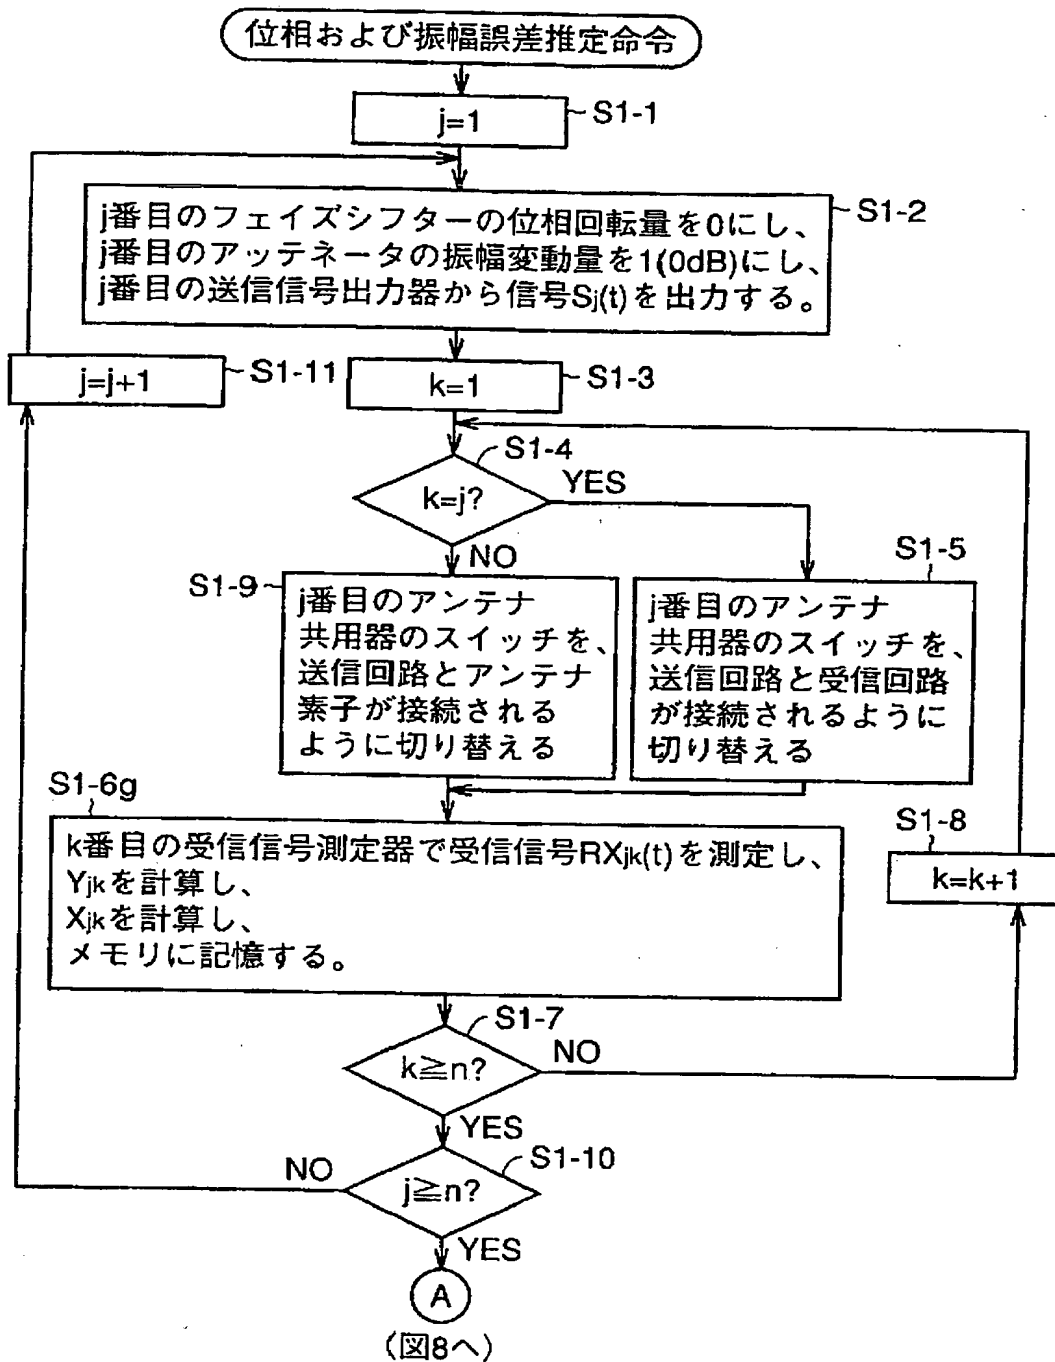 位相および振幅誤差推定命令
j=1
S1-1
j番目のフェイズシフターの位相回転量を0にし、
j番目のアッテネータの振幅変動量を1(0dB)にし、
j番目の送信信号出力器から信号Sj(t)を出力する。
S1-2
j=j+1
S1-11
k=1
S1-3
S1-4
k=j?
YES
NO
S1-9
j番目のアンテナ
共用器のスイッチを、
送信回路とアンテナ
素子が接続される
ように切り替える
S1-5
j番目のアンテナ
共用器のスイッチを、
送信回路と受信回路
が接続されるように
切り替える
S1-6g
k番目の受信信号測定器で受信信号RXjk(t)を測定し、
Yjkを計算し、
Xjkを計算し、
メモリに記憶する。
S1-8
k=k+1
S1-7
k≧n?
NO
YES
S1-10
j≧n?
NO
YES
A
(図8へ)